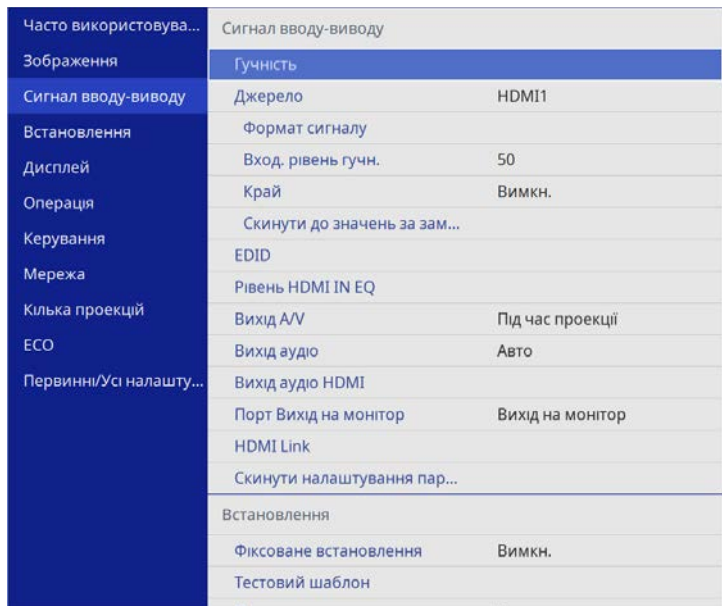 Часто використовува...
Зображення
Сигнал вводу-виводу
Встановлення
Дисплей
Операція
Керування
Мережа
Кілька проекцій
ECO
Первинні/Усі налашту...
Сигнал вводу-виводу
Гучність
Джерело HDMI1
Формат сигналу
Вход. рівень гучн. 50
Край Вимкн.
Скинути до значень за зам...
EDID
Рівень HDMI IN EQ
Вихід A/V Під час проекції
Вихід аудіо Авто
Вихід аудіо HDMI
Порт Вихід на монітор Вихід на монітор
HDMI Link
Скинути налаштування пар...
Встановлення
Фіксоване встановлення Вимкн.
Тестовий шаблон